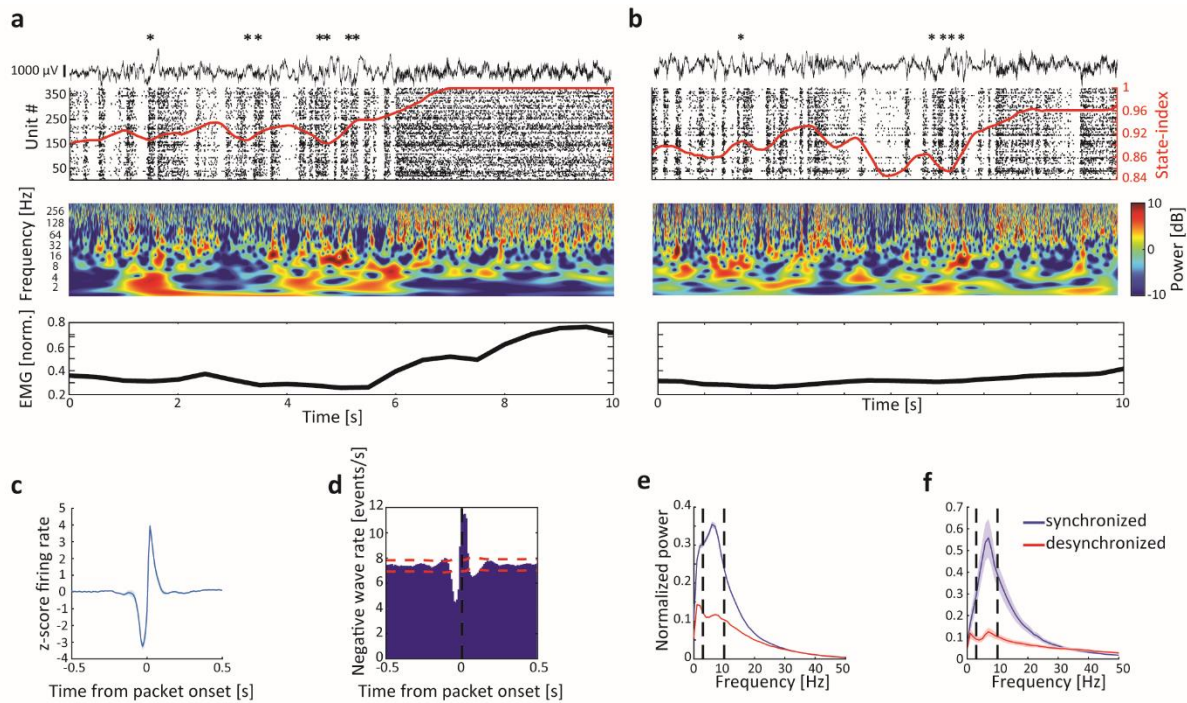 a
* * * * * * *
1000 µV
Unit #
350
250
150
50
Frequency [Hz]
256
128
64
32
16
8
4
2
EMG [norm.]
0.8
0.6
0.4
0.2
0 2 4 6 8 10
Time [s]
b
* * * * *
1
0.96
0.92
0.88
0.86
0.84
State-index
10
0
-10
Power [dB]
0 10
Time [s]
c
z-score firing rate
5
4
3
2
1
0
-1
-2
-3
-4
-0.5 0 0.5
Time from packet onset [s]
d
Negative wave rate [events/s]
12
10
8
6
4
2
0
-0.5 0 0.5
Time from packet onset [s]
e
Normalized power
0.4
0.3
0.2
0.1
0
0 10 20 30 40 50
Frequency [Hz]
f
0.7
0.6
0.5
0.4
0.3
0.2
0.1
0
0 10 20 30 40 50
Frequency [Hz]
synchronized
desynchronized